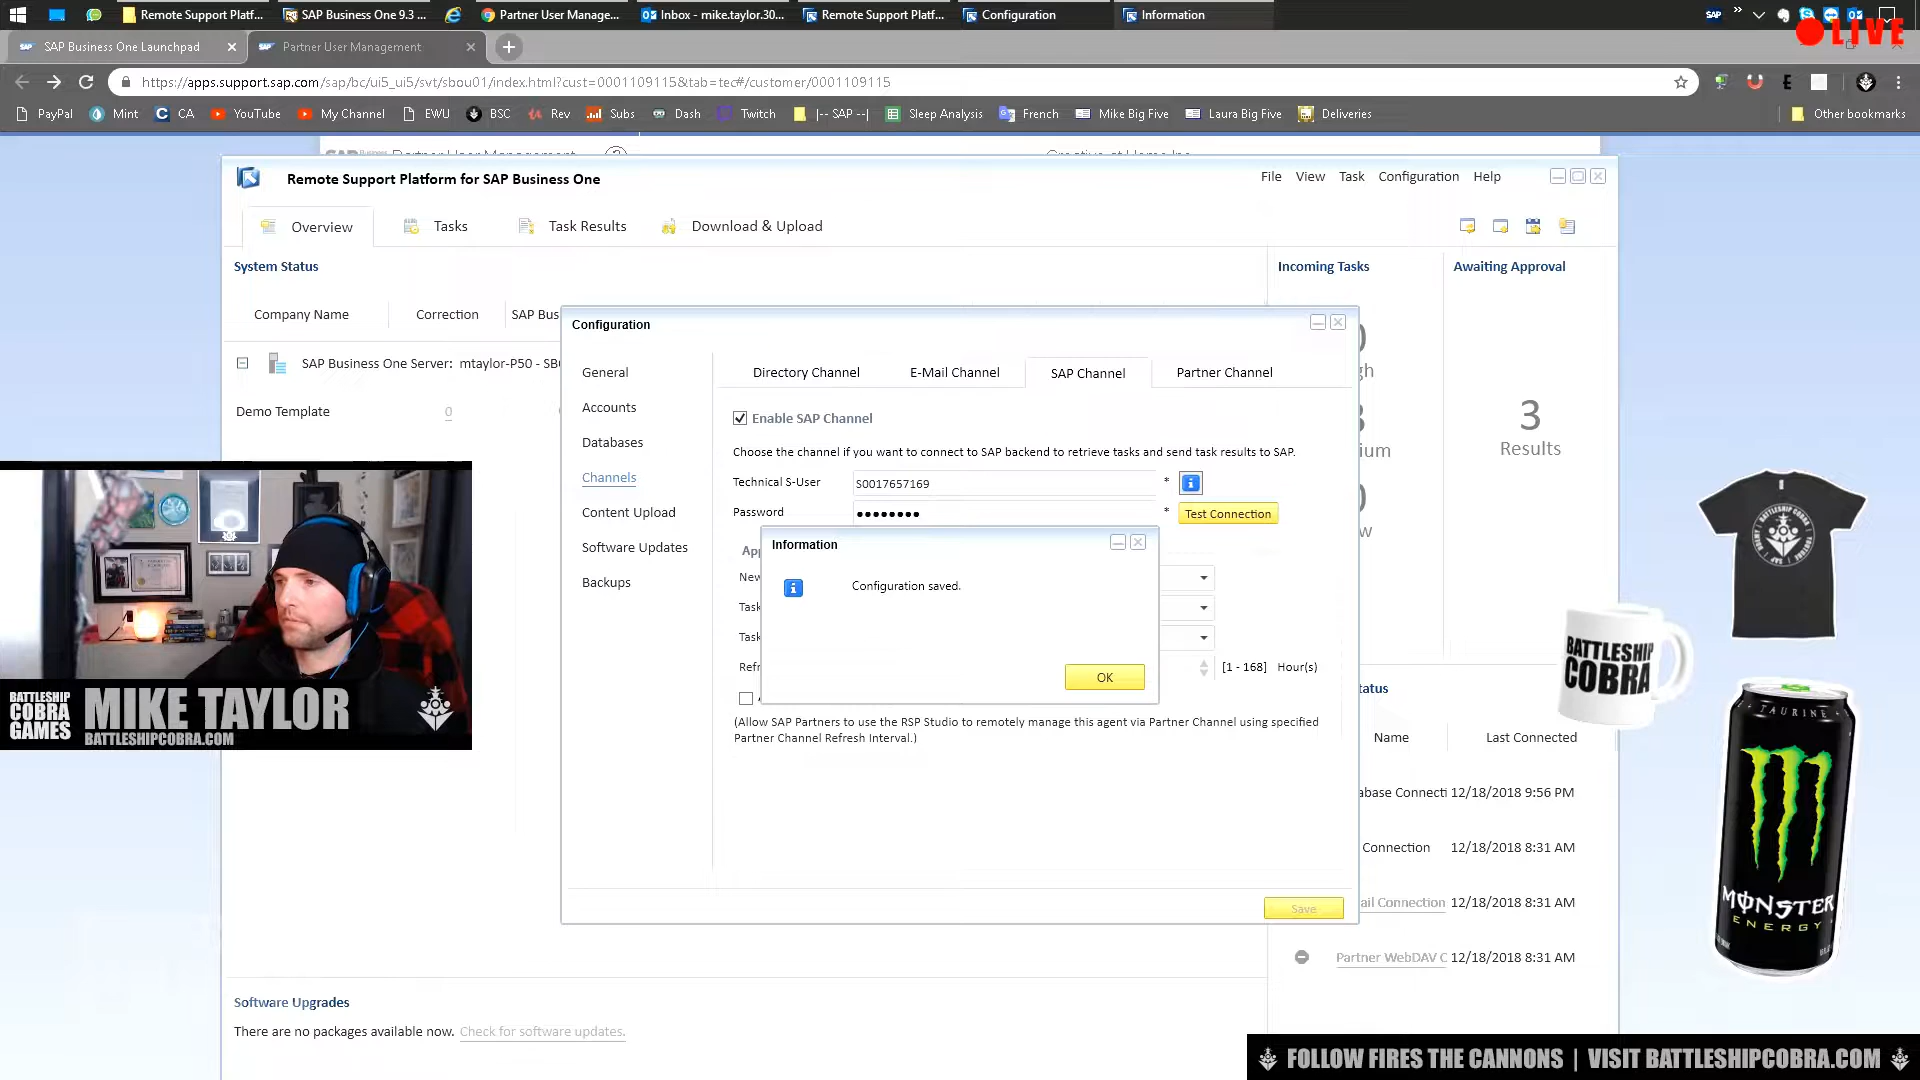 Remote Support Platf...
SAP Business One 9.3 ...
Partner User Manage...
Inbox - mike.taylor.30...
Remote Support Platf...
Configuration
Information
SAP
LIVE
SAP Business One Launchpad
Partner User Management
https://apps.support.sap.com/sap/bc/ui5_ui5/svt/sbou01/index.html?cust=0001109115&tab=tec#/customer/0001109115
PayPal
Mint
CA
YouTube
My Channel
EWU
BSC
Rev
Subs
Dash
Twitch
|-- SAP --|
Sleep Analysis
French
Mike Big Five
Laura Big Five
Deliveries
Other bookmarks
Remote Support Platform for SAP Business One
File View Task Configuration Help
Overview
Tasks
Task Results
Download & Upload
System Status
Incoming Tasks
Awaiting Approval
Company Name
Correction
SAP Bus
SAP Business One Server: mtaylor-P50 - SB
Demo Template
0
3
Results
Configuration
General
Accounts
Databases
Channels
Content Upload
Software Updates
Backups
Directory Channel
E-Mail Channel
SAP Channel
Partner Channel
Enable SAP Channel
Choose the channel if you want to connect to SAP backend to retrieve tasks and send task results to SAP.
Technical S-User
S0017657169
*
Password
●●●●●●●●
*
Test Connection
Information
Configuration saved.
OK
App
New
Task
Task
Refr
[1 - 168] Hour(s)
(Allow SAP Partners to use the RSP Studio to remotely manage this agent via Partner Channel using specified
Partner Channel Refresh Interval.)
Save
tatus
Name
Last Connected
abase Connecti 12/18/2018 9:56 PM
Connection 12/18/2018 8:31 AM
ail Connection 12/18/2018 8:31 AM
Partner WebDAV C 12/18/2018 8:31 AM
Software Upgrades
There are no packages available now. Check for software updates.
BATTLESHIP
COBRA
GAMES
MIKE TAYLOR
BATTLESHIPCOBRA.COM
BATTLESHIP
COBRA
TAURINE
MONSTER
ENERGY
FOLLOW FIRES THE CANNONS | VISIT BATTLESHIPCOBRA.COM